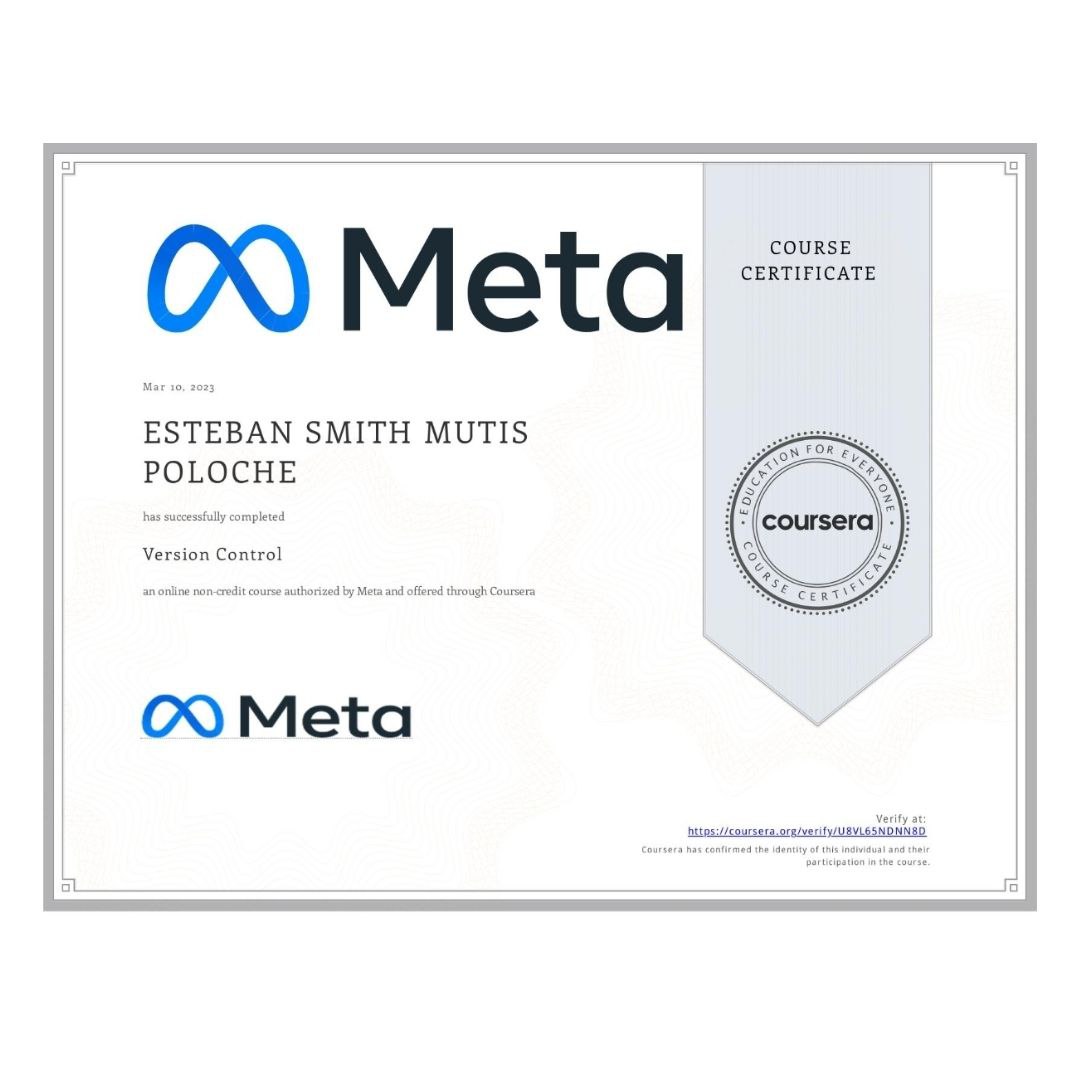 Meta
COURSE
CERTIFICATE
Mar 10, 2023
ESTEBAN SMITH MUTIS
POLOCHE
has successfully completed
Version Control
an online non-credit course authorized by Meta and offered through Coursera
EDUCATION FOR EVERYONE
coursera
COURSE CERTIFICATE
Meta
Verify at:
https://coursera.org/verify/U8VL65NDNN8D
Coursera has confirmed the identity of this individual and their
participation in the course.